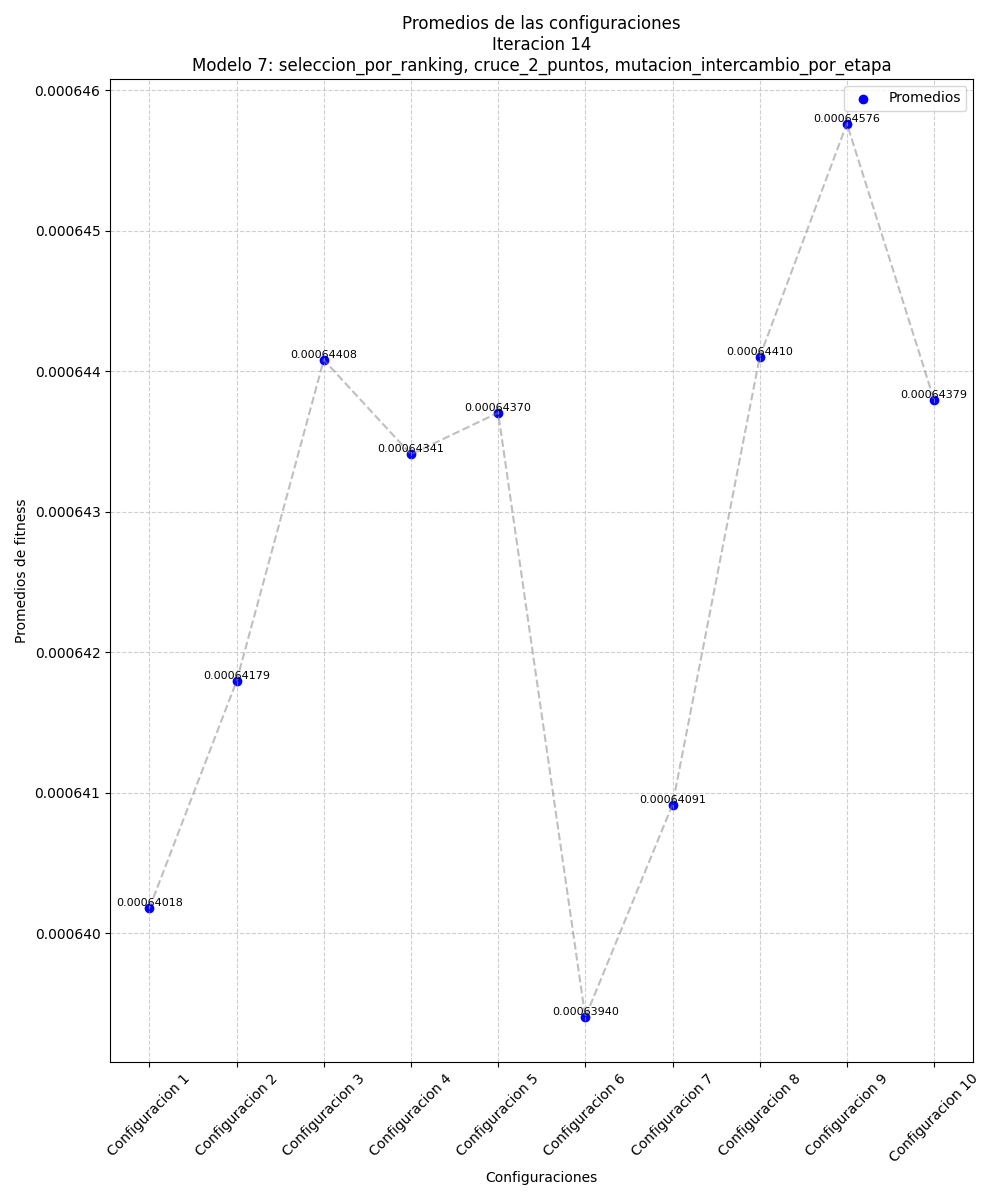 Promedios de las configuraciones
Iteracion 14
Modelo 7: seleccion_por_ranking, cruce_2_puntos, mutacion_intercambio_por_etapa
Promedios
0.000646
0.000645
0.000644
0.000643
0.000642
0.000641
0.000640
Promedios de fitness
0.00064018
0.00064179
0.00064408
0.00064341
0.00064370
0.00063940
0.00064091
0.00064410
0.00064576
0.00064379
Configuracion 1
Configuracion 2
Configuracion 3
Configuracion 4
Configuracion 5
Configuracion 6
Configuracion 7
Configuracion 8
Configuracion 9
Configuracion 10
Configuraciones